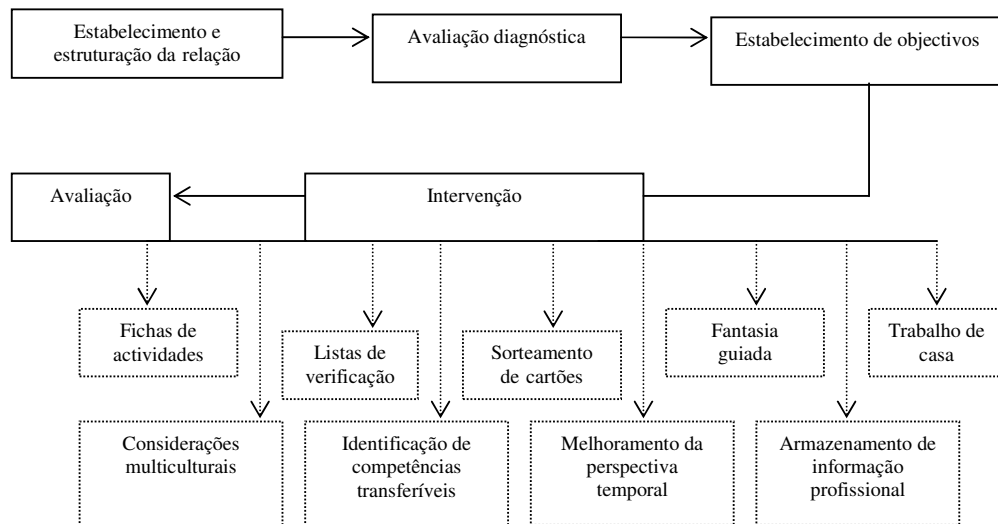 Estabelecimento e
estruturação da relação
Avaliação diagnóstica
Estabelecimento de objectivos
Avaliação
Intervenção
Fichas de
actividades
Listas de
verificação
Sorteamento
de cartões
Fantasia
guiada
Trabalho de
casa
Considerações
multiculturais
Identificação de
competências
transferíveis
Melhoramento da
perspectiva
temporal
Armazenamento de
informação
profissional